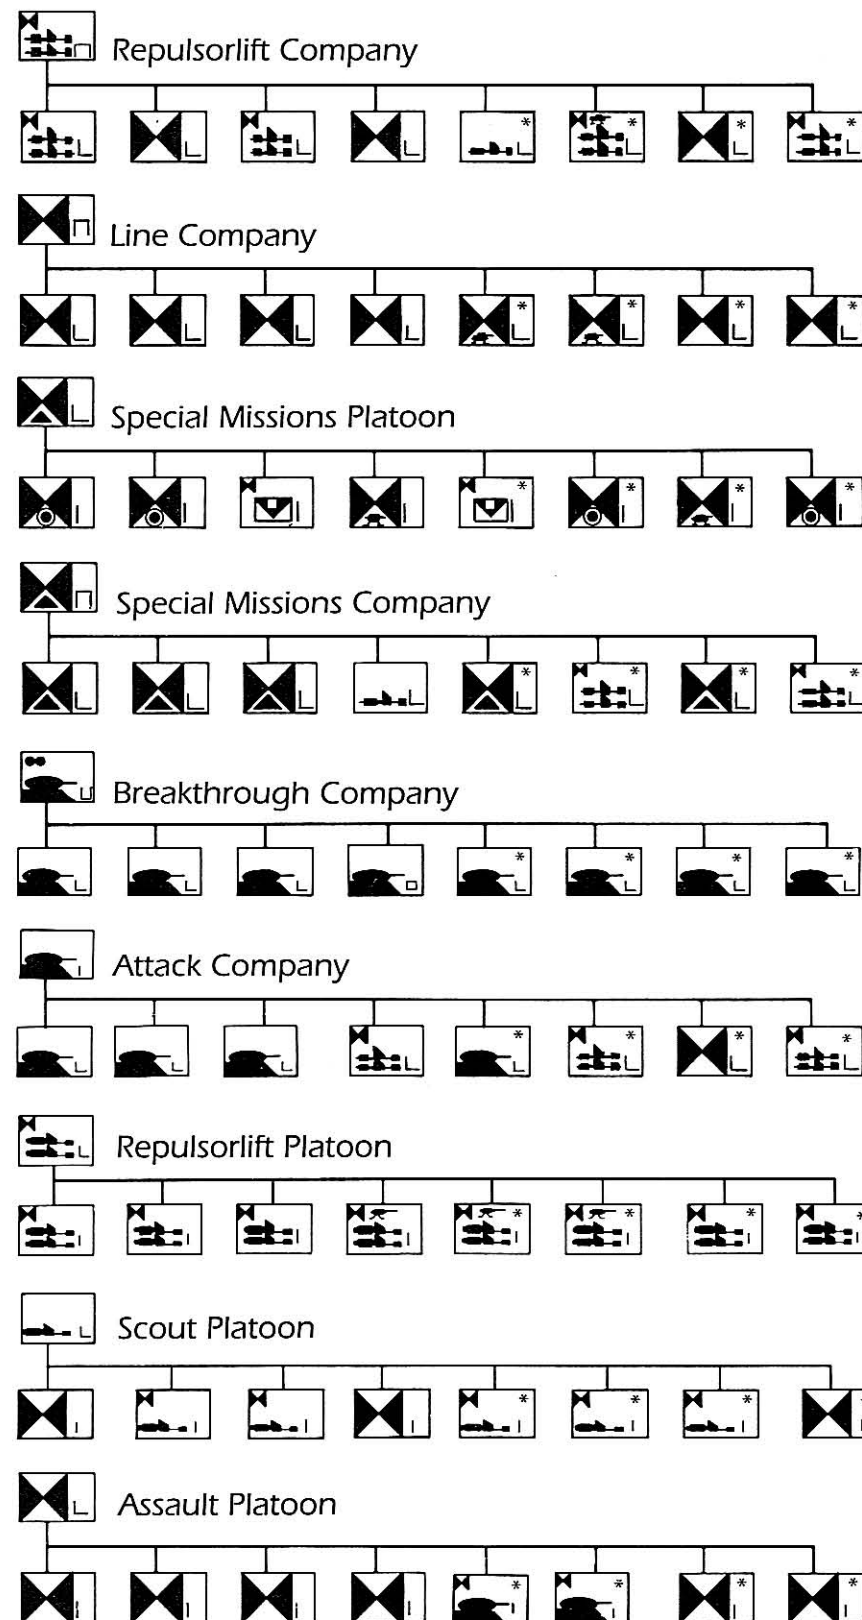 Repulsorlift Company
Line Company
Special Missions Platoon
Special Missions Company
Breakthrough Company
Attack Company
Repulsorlift Platoon
Scout Platoon
Assault Platoon